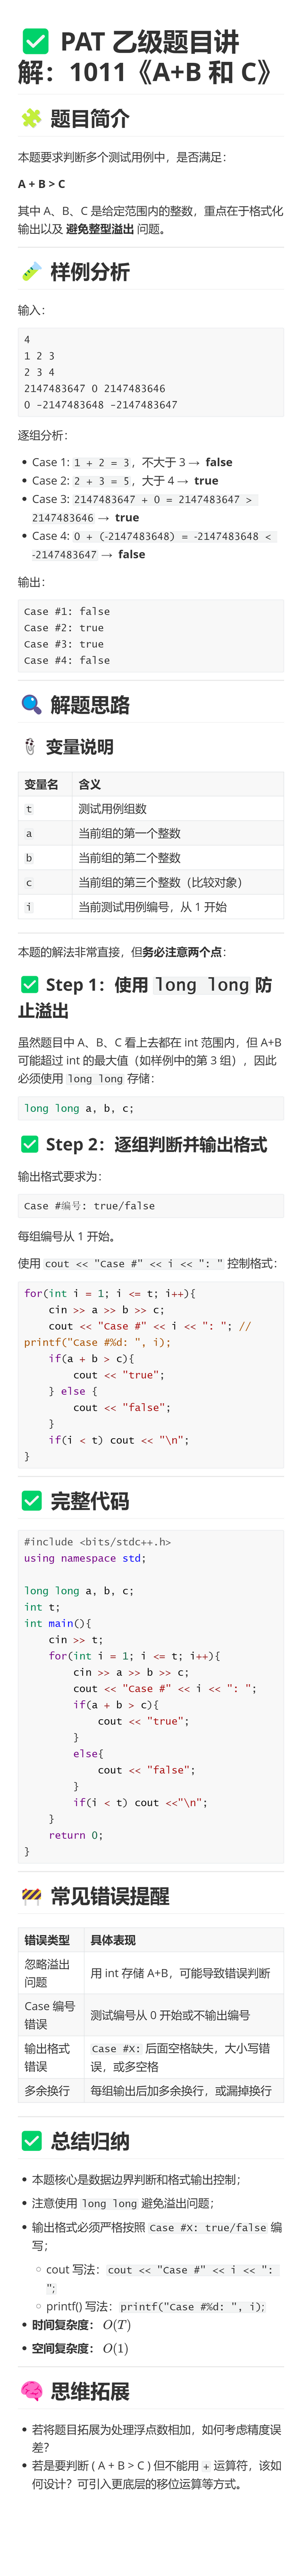 ✅ PAT 乙级题目讲
解：1011《A+B 和 C》
🧩 题目简介
本题要求判断多个测试用例中，是否满足：
A + B > C
其中 A、B、C 是给定范围内的整数，重点在于格式化
输出以及 避免整型溢出 问题。
🧪 样例分析
输入：
4
1 2 3
2 3 4
2147483647 0 2147483646
0 -2147483648 -2147483647
逐组分析：
• Case 1: 1 + 2 = 3，不大于 3 → false
• Case 2: 2 + 3 = 5，大于 4 → true
• Case 3: 2147483647 + 0 = 2147483647 >
2147483646 → true
• Case 4: 0 + (-2147483648) = -2147483648 <
-2147483647 → false
输出：
Case #1: false
Case #2: true
Case #3: true
Case #4: false
🔍 解题思路
🖇 变量说明
变量名 含义
t 测试用例组数
a 当前组的第一个整数
b 当前组的第二个整数
c 当前组的第三个整数（比较对象）
i 当前测试用例编号，从 1 开始
本题的解法非常直接，但务必注意两个点：
✅ Step 1：使用 long long 防
止溢出
虽然题目中 A、B、C 看上去都在 int 范围内，但 A+B
可能超过 int 的最大值（如样例中的第 3 组），因此
必须使用 long long 存储：
long long a, b, c;
✅ Step 2：逐组判断并输出格式
输出格式要求为：
Case #编号: true/false
每组编号从 1 开始。
使用 cout << "Case #" << i << ": " 控制格式：
for(int i = 1; i <= t; i++){
    cin >> a >> b >> c;
    cout << "Case #" << i << ": "; //
printf("Case #%d: ", i);
    if(a + b > c){
        cout << "true";
    } else {
        cout << "false";
    }
    if(i < t) cout << "\n";
}
✅ 完整代码
#include <bits/stdc++.h>
using namespace std;

long long a, b, c;
int t;
int main(){
    cin >> t;
    for(int i = 1; i <= t; i++){
        cin >> a >> b >> c;
        cout << "Case #" << i << ": ";
        if(a + b > c){
            cout << "true";
        }
        else{
            cout << "false";
        }
        if(i < t) cout <<"\n";
    }
    return 0;
}
🚧 常见错误提醒
错误类型 具体表现
忽略溢出
问题 用 int 存储 A+B，可能导致错误判断
Case 编号
错误 测试编号从 0 开始或不输出编号
输出格式
错误 Case #X: 后面空格缺失，大小写错
误，或多空格
多余换行 每组输出后加多余换行，或漏掉换行
✅ 总结归纳
• 本题核心是数据边界判断和格式输出控制；
• 注意使用 long long 避免溢出问题；
• 输出格式必须严格按照 Case #X: true/false 编
写；
◦ cout 写法：cout << "Case #" << i << ":
";
◦ printf() 写法：printf("Case #%d: ", i);
• 时间复杂度： O(T)
• 空间复杂度： O(1)
🧠 思维拓展
• 若将题目拓展为处理浮点数相加，如何考虑精度误
差？
• 若是要判断 ( A + B > C ) 但不能用 + 运算符，该如
何设计？可引入更底层的移位运算等方式。